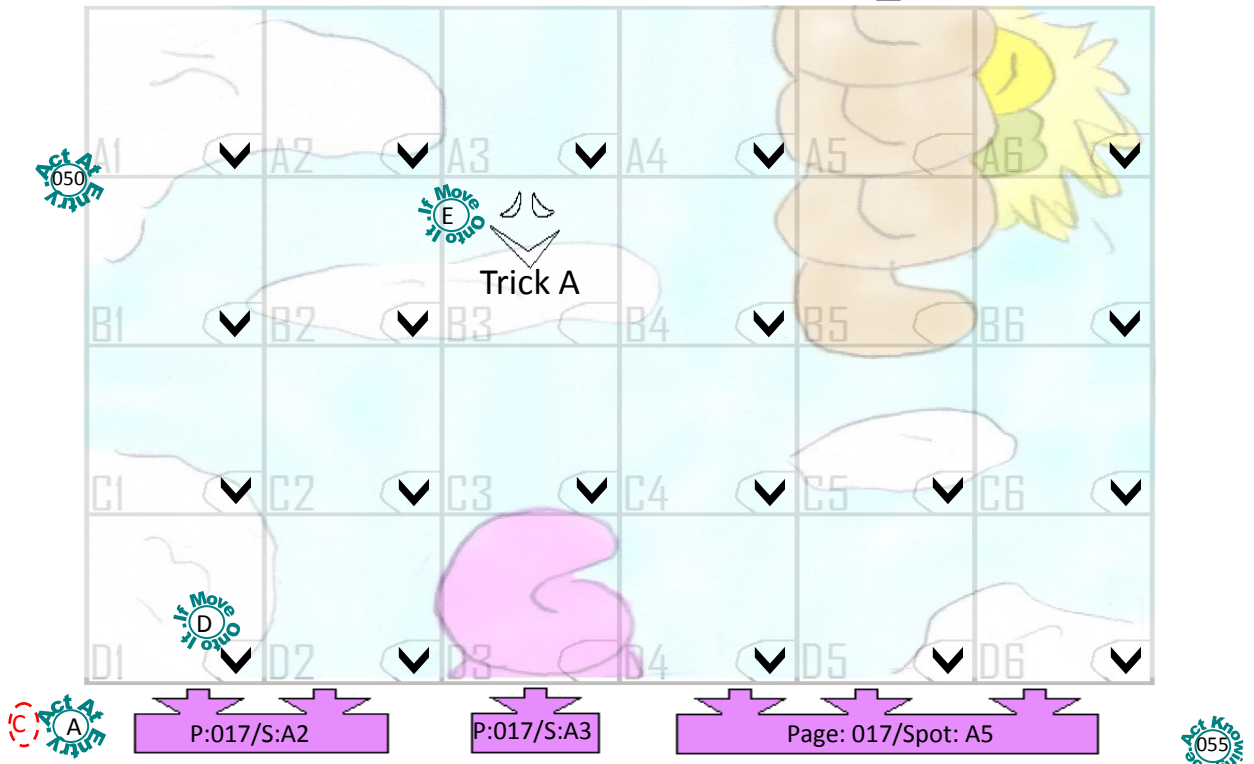 A1 A2 A3 A4 A5 A6
Act At Entry
050
If Move Onto It
E
Trick A
B1 B2 B3 B4 B5 B6
C1 C2 C3 C4 C5 C6
If Move Onto It
D
D1 D2 D3 D4 D5 D6
C
Act At Entry
A
P:017/S:A2
P:017/S:A3
Page: 017/Spot: A5
055